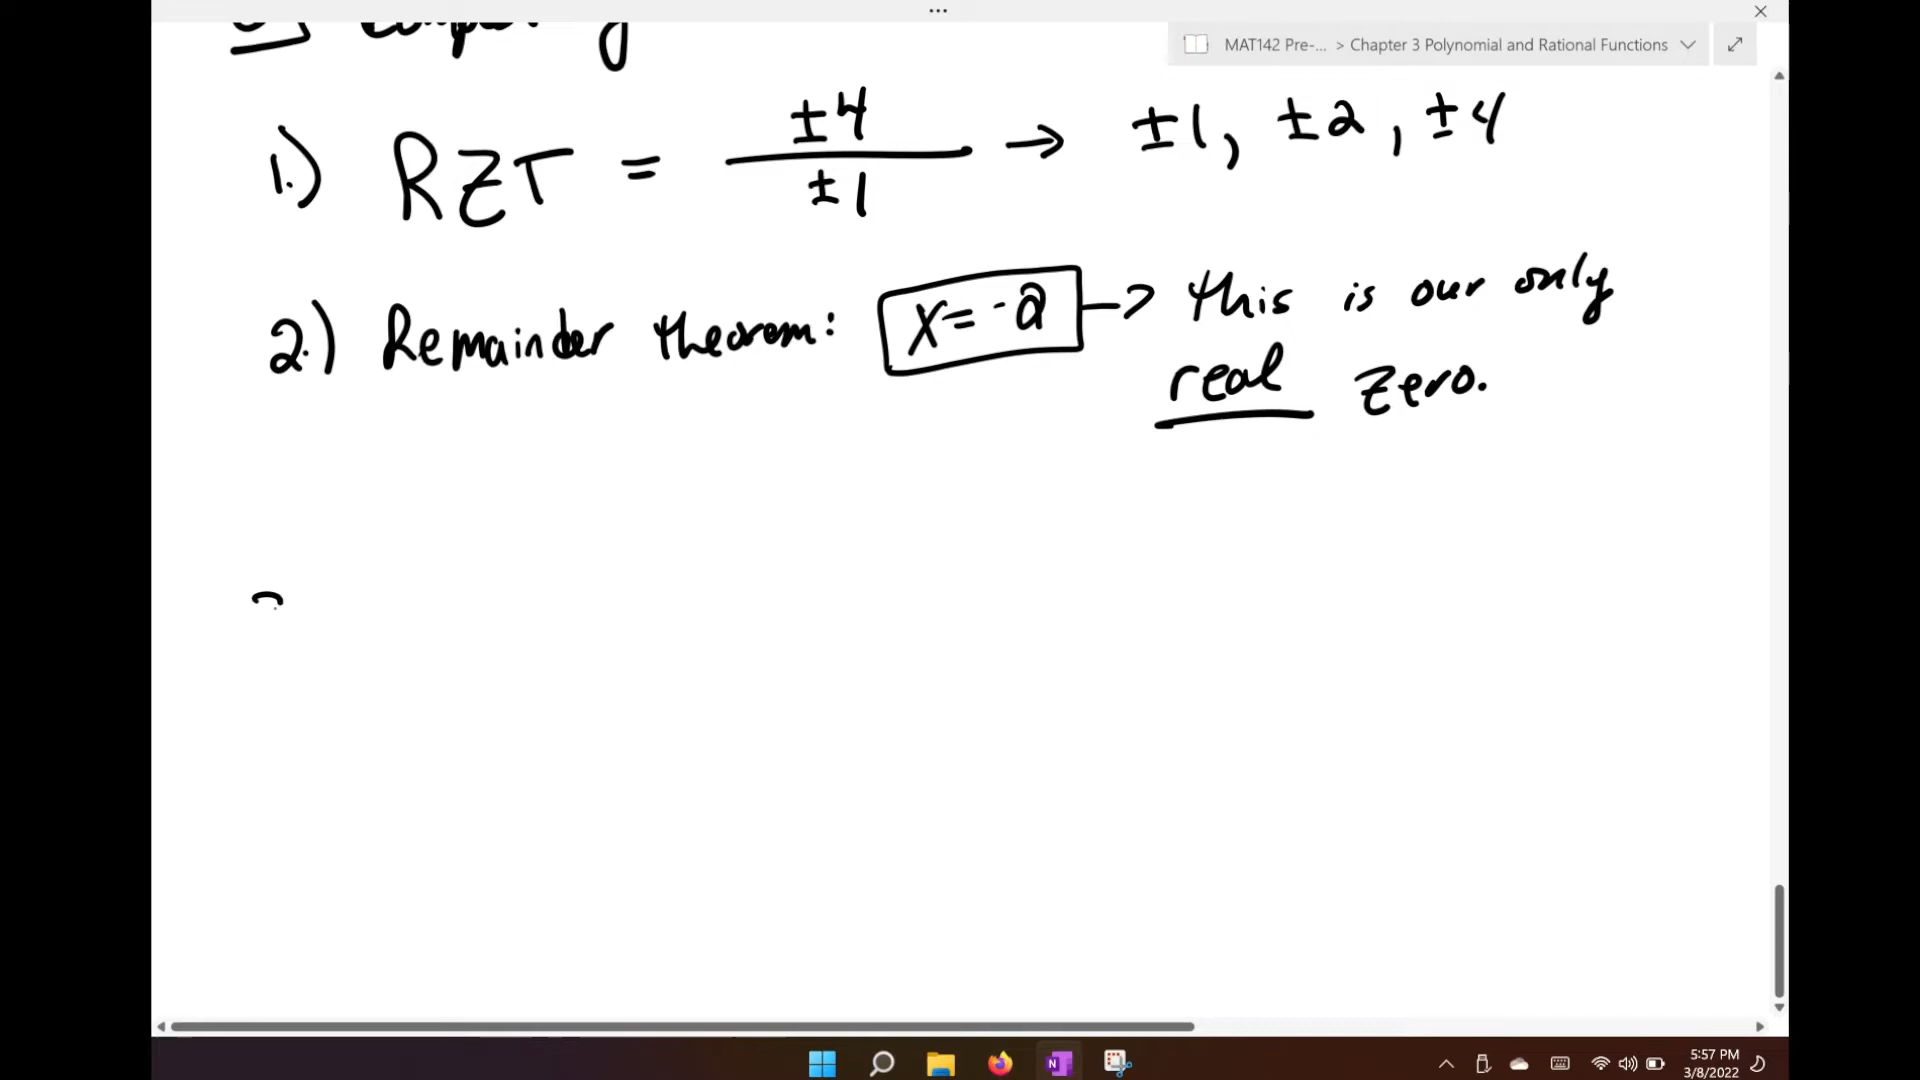 MAT142 Pre-... > Chapter 3 Polynomial and Rational Functions
1.) RZT = ±4/±1 → ±1, ±2, ±4
2.) Remainder theorem: x = -2 → this is our only
real zero.
5:57 PM
3/8/2022